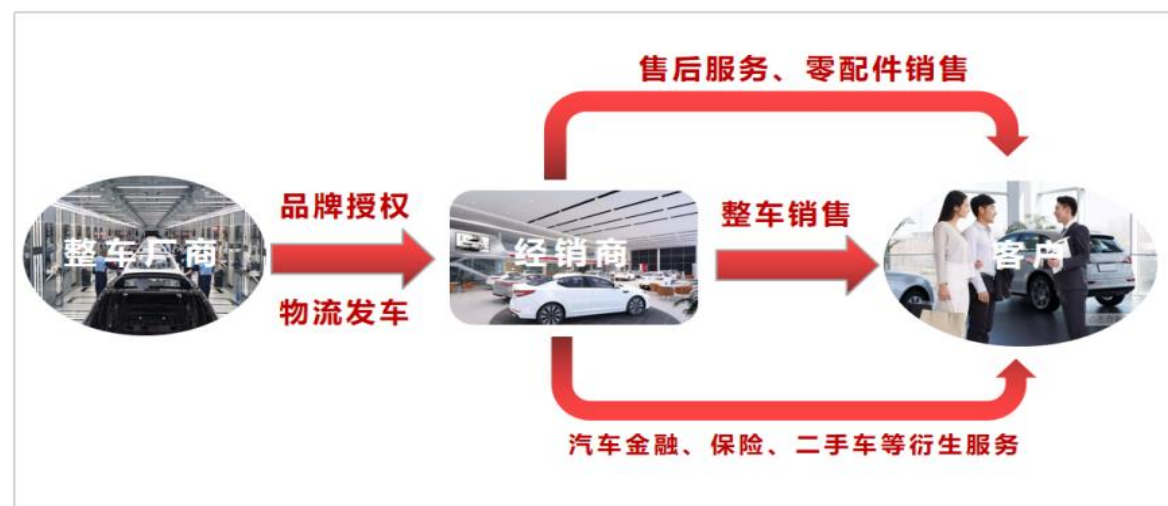 售后服务、零配件销售
品牌授权
整车销售
整车厂商
经销商
客户
物流发车
汽车金融、保险、二手车等衍生服务